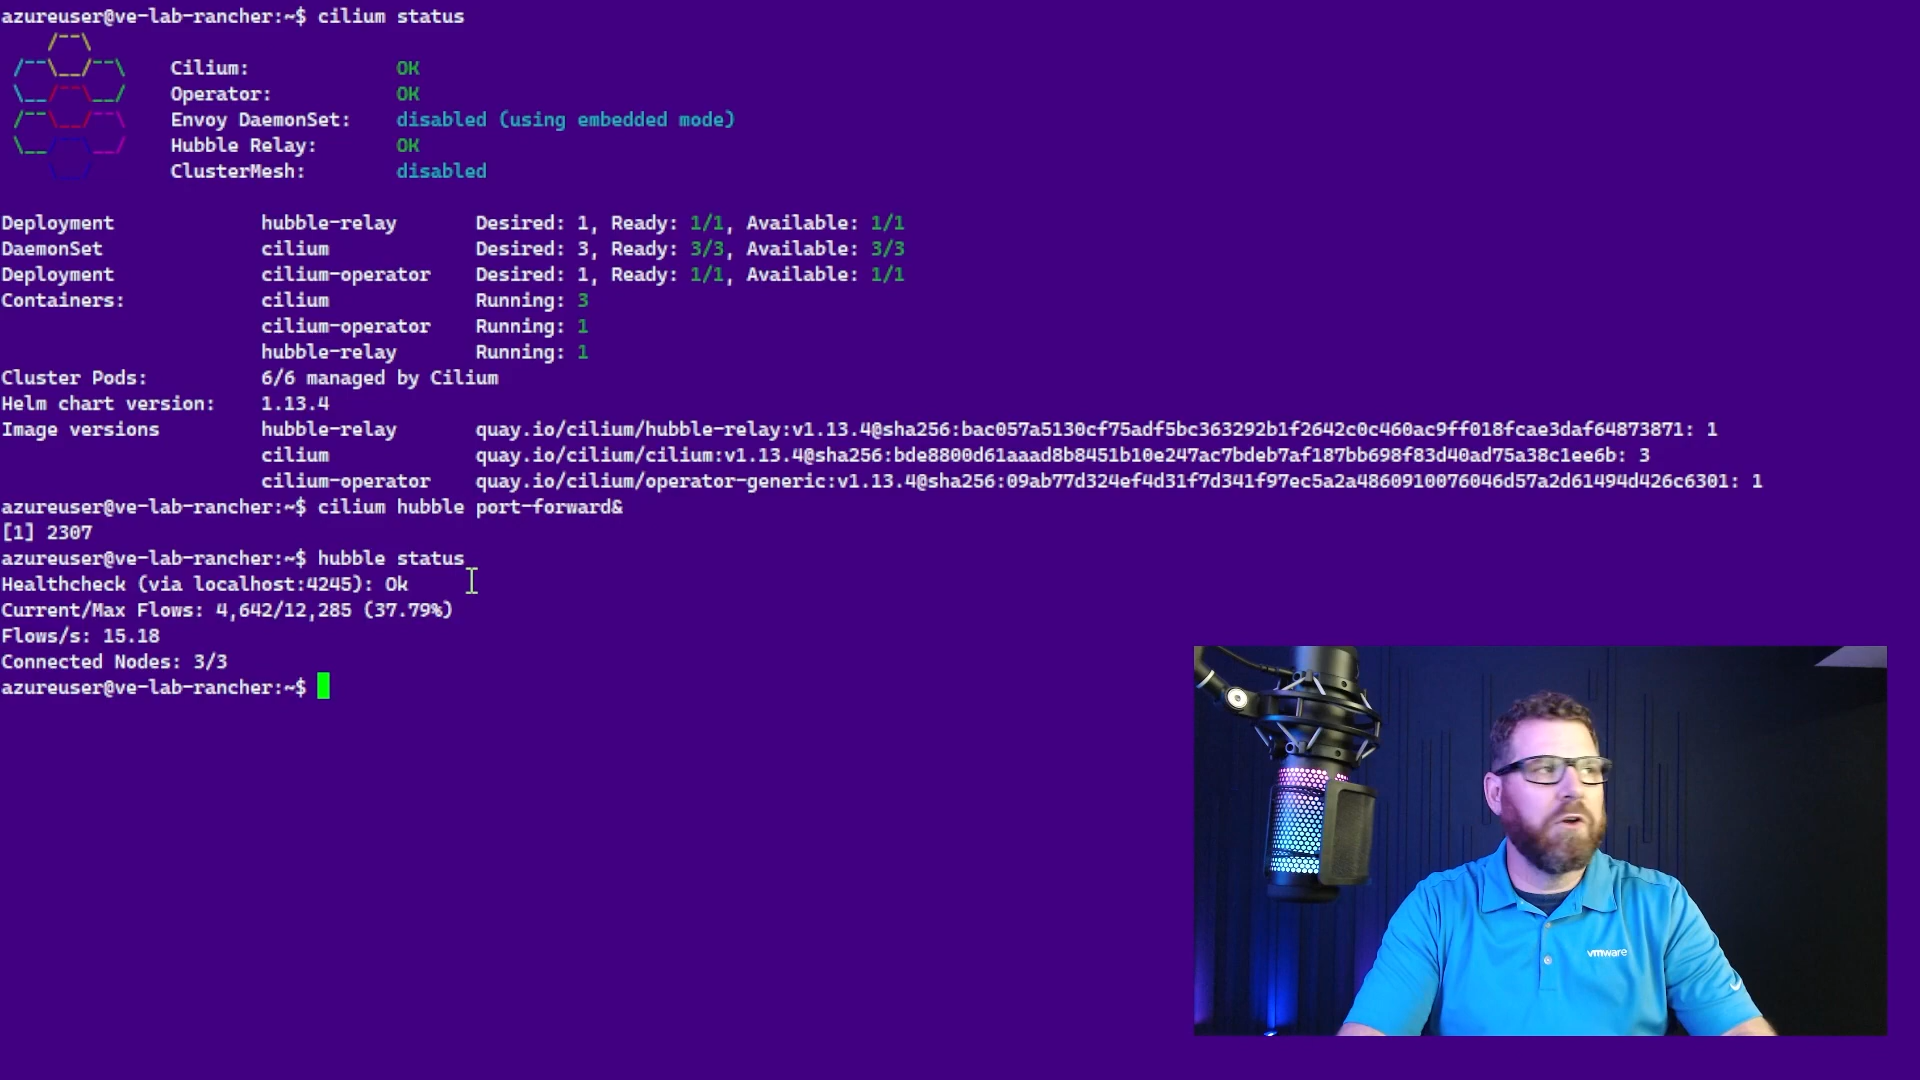 azureuser@ve-lab-rancher:~$ cilium status
Cilium: OK
Operator: OK
Envoy DaemonSet: disabled (using embedded mode)
Hubble Relay: OK
ClusterMesh: disabled
Deployment hubble-relay Desired: 1, Ready: 1/1, Available: 1/1
DaemonSet cilium Desired: 3, Ready: 3/3, Available: 3/3
Deployment cilium-operator Desired: 1, Ready: 1/1, Available: 1/1
Containers: cilium Running: 3
cilium-operator Running: 1
hubble-relay Running: 1
Cluster Pods: 6/6 managed by Cilium
Helm chart version: 1.13.4
Image versions hubble-relay quay.io/cilium/hubble-relay:v1.13.4@sha256:bac057a5130cf75adf5bc363292b1f2642c0c460ac9ff018fcae3daf64873871: 1
cilium quay.io/cilium/cilium:v1.13.4@sha256:bde8800d61aaad8b8451b10e247ac7bdeb7af187bb698f83d40ad75a38c1ee6b: 3
cilium-operator quay.io/cilium/operator-generic:v1.13.4@sha256:09ab77d324ef4d31f7d341f97ec5a2a4860910076046d57a2d61494d426c6301: 1
azureuser@ve-lab-rancher:~$ cilium hubble port-forward&
[1] 2307
azureuser@ve-lab-rancher:~$ hubble status
Healthcheck (via localhost:4245): Ok
Current/Max Flows: 4,642/12,285 (37.79%)
Flows/s: 15.18
Connected Nodes: 3/3
azureuser@ve-lab-rancher:~$
vmware